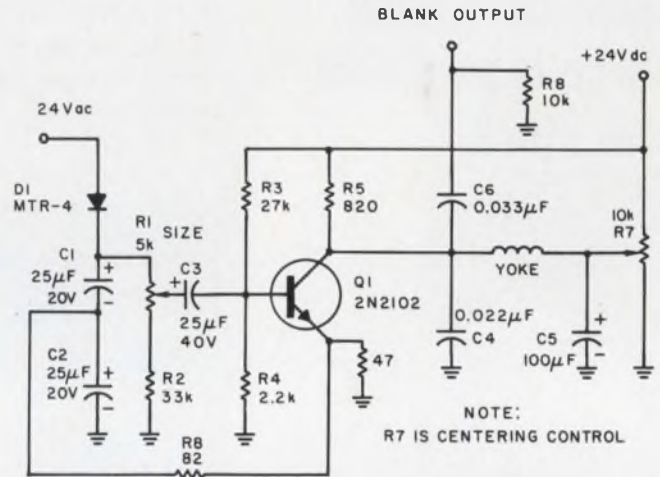 BLANK OUTPUT
+24Vdc
24Vac
R8
10k
D1
MTR-4
R1
5k
SIZE
R3
27k
R5
820
C6
0.033µF
10k
R7
C1
25µF
20V
+
-
C3
+
25µF
40V
Q1
2N2102
YOKE
0.022µF
C4
C5
100µF
+
-
C2
25µF
20V
+
-
R2
33k
R4
2.2k
47
R8
82
NOTE:
R7 IS CENTERING CONTROL